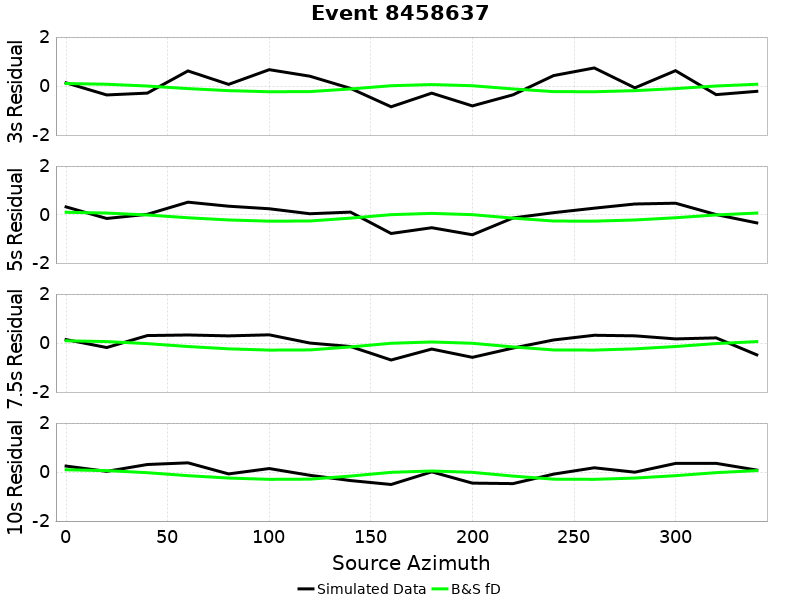 Event 8458637
3s Residual
2
0
-2
5s Residual
2
0
-2
7.5s Residual
2
0
-2
10s Residual
2
0
-2
0 50 100 150 200 250 300
Source Azimuth
Simulated Data B&S fD